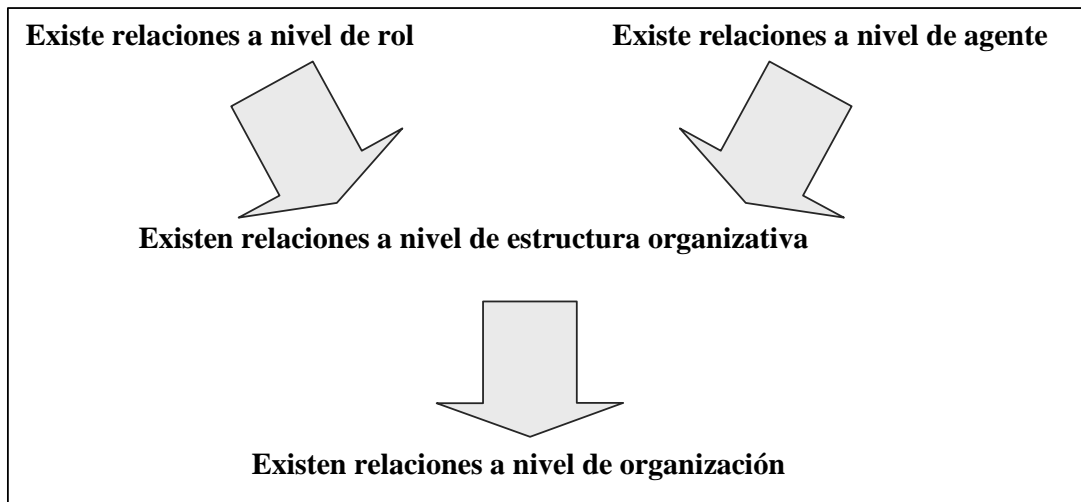 Existe relaciones a nivel de rol
Existe relaciones a nivel de agente
Existen relaciones a nivel de estructura organizativa
Existen relaciones a nivel de organización